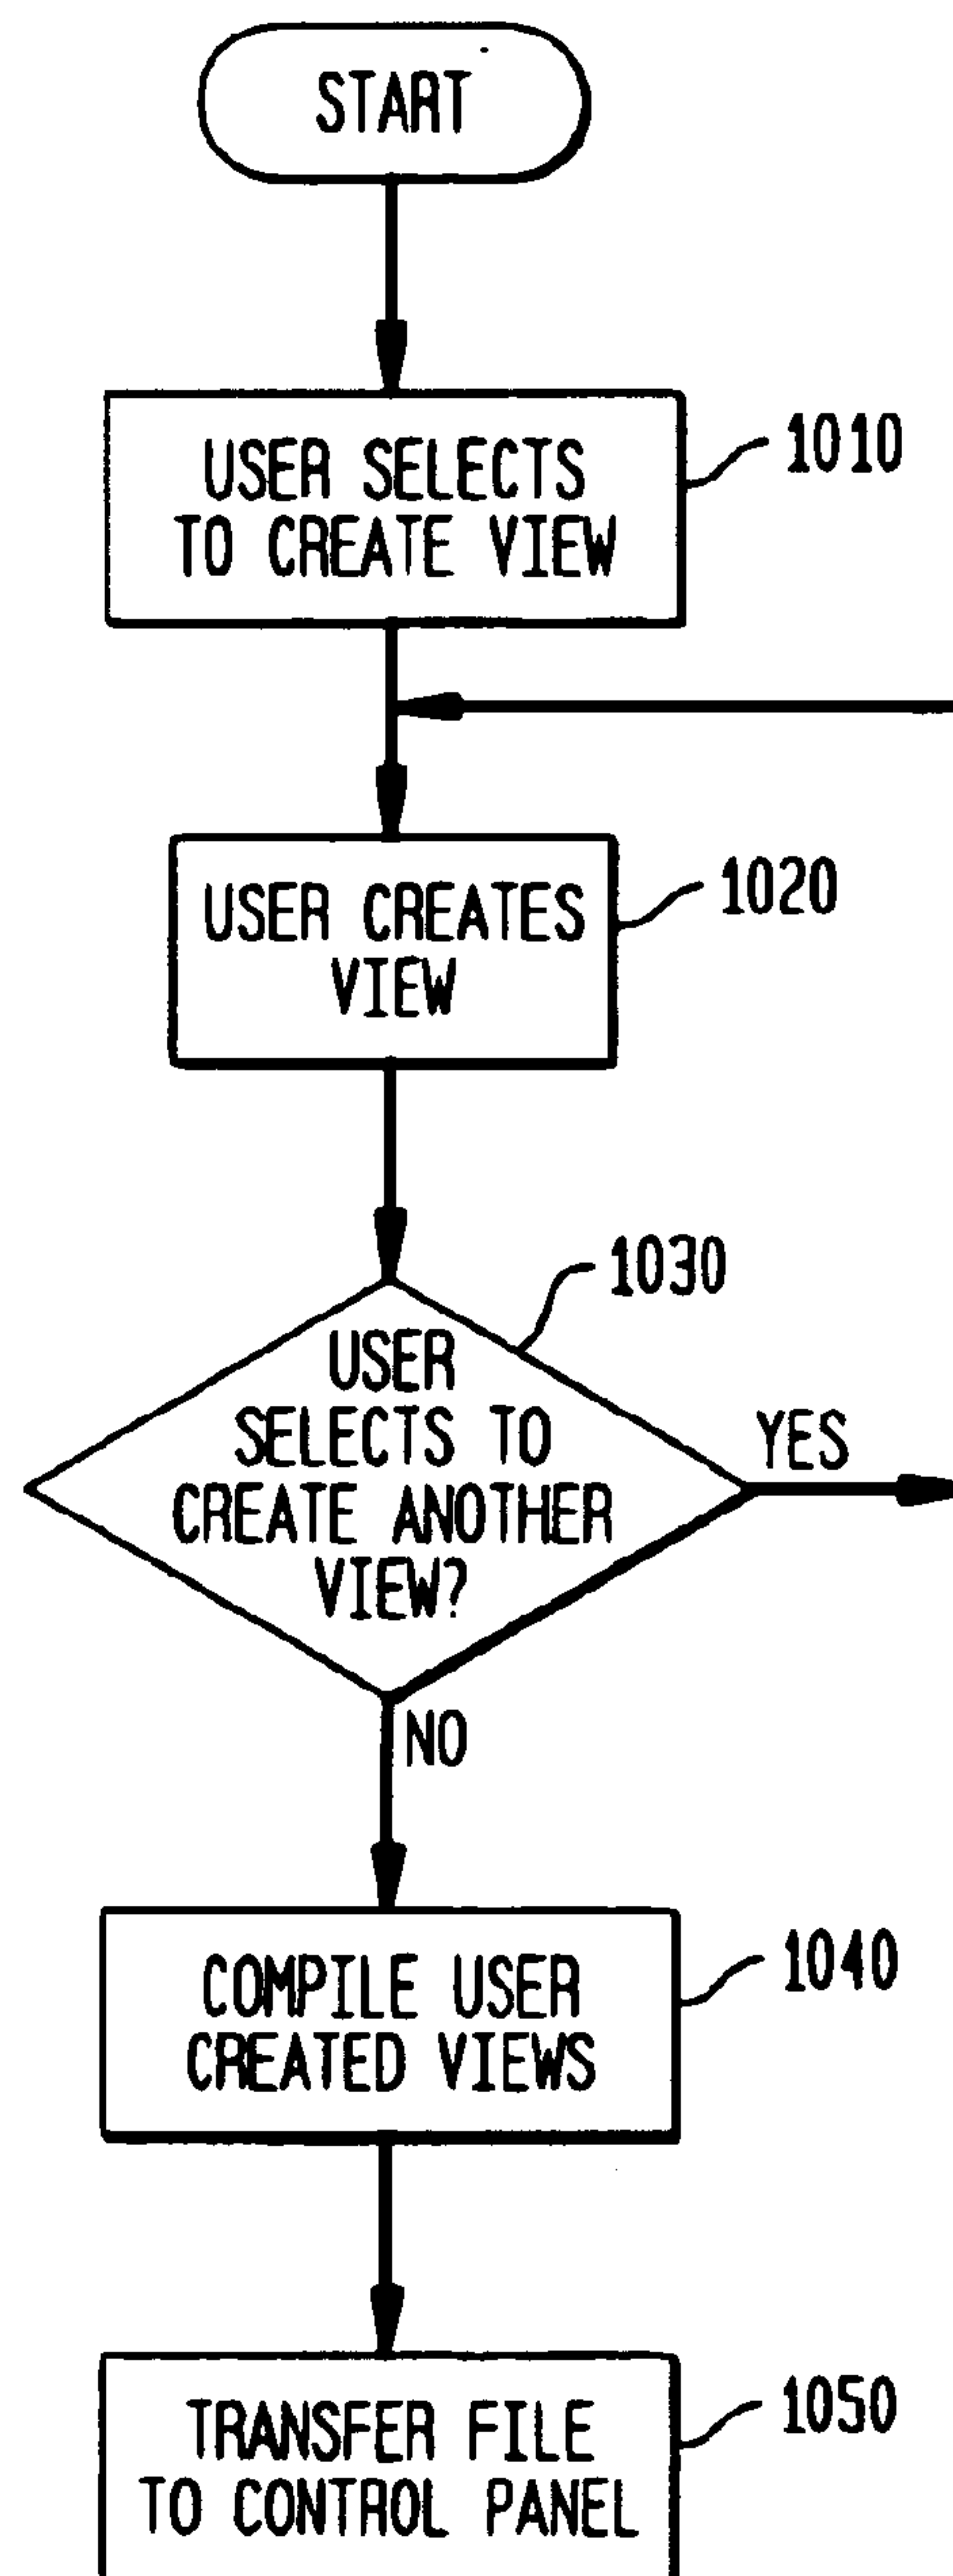 START
USER SELECTS
TO CREATE VIEW
1010
USER CREATES
VIEW
1020
1030
USER
SELECTS TO
CREATE ANOTHER
VIEW?
YES
NO
COMPILE USER
CREATED VIEWS
1040
TRANSFER FILE
TO CONTROL PANEL
1050